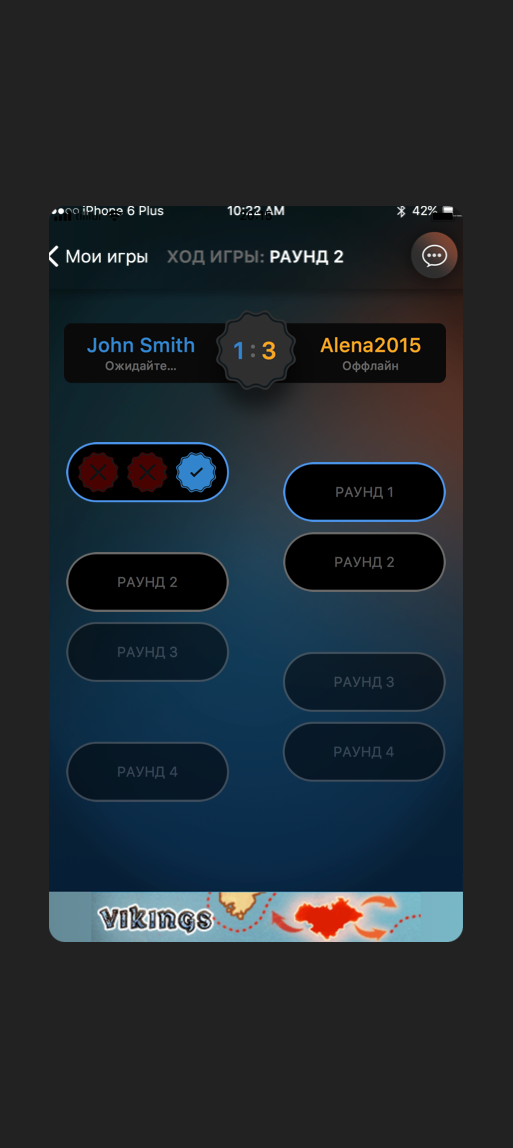 iPhone 6 Plus 10:22 AM 42%
Мои игры ХОД ИГРЫ: РАУНД 2
John Smith 1 : 3 Alena2015
Ожидайте... Оффлайн
РАУНД 1
РАУНД 2 РАУНД 2
РАУНД 3
РАУНД 3
РАУНД 4
РАУНД 4
Vikings